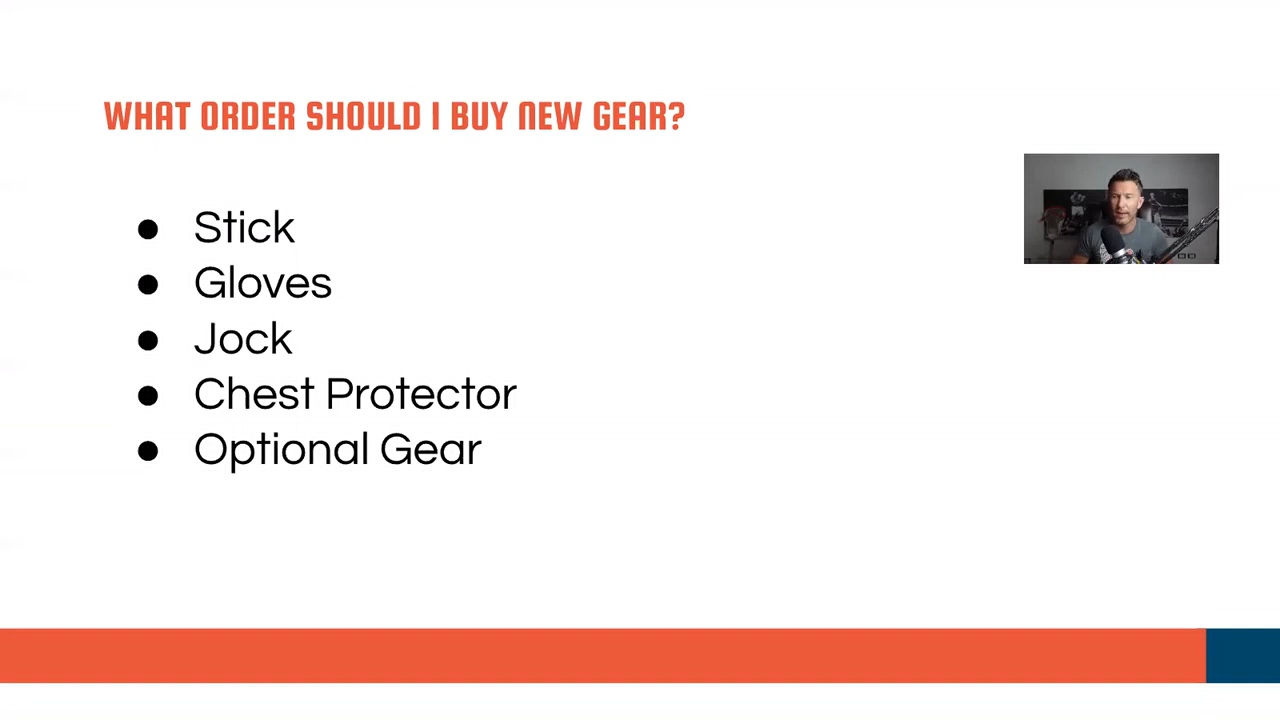 WHAT ORDER SHOULD I BUY NEW GEAR?
● Stick
● Gloves
● Jock
● Chest Protector
● Optional Gear